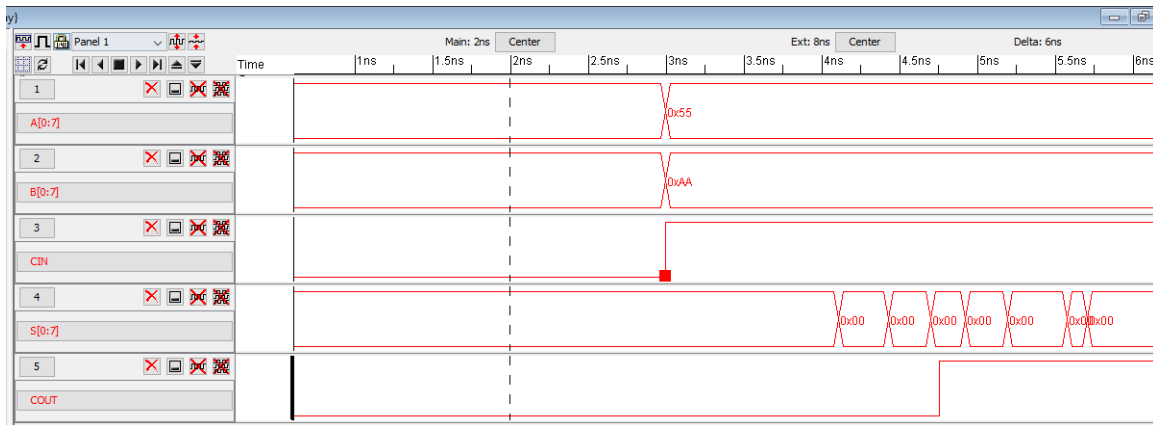 oy}
Panel 1 Main: 2ns Center Ext: 8ns Center Delta: 6ns
Time 1ns 1.5ns 2ns 2.5ns 3ns 3.5ns 4ns 4.5ns 5ns 5.5ns 6ns
1
A[0:7] 0x55
2
B[0:7] 0xAA
3
CIN
4
S[0:7] 0x00 0x00 0x00 0x00 0x00 0x00
5
COUT